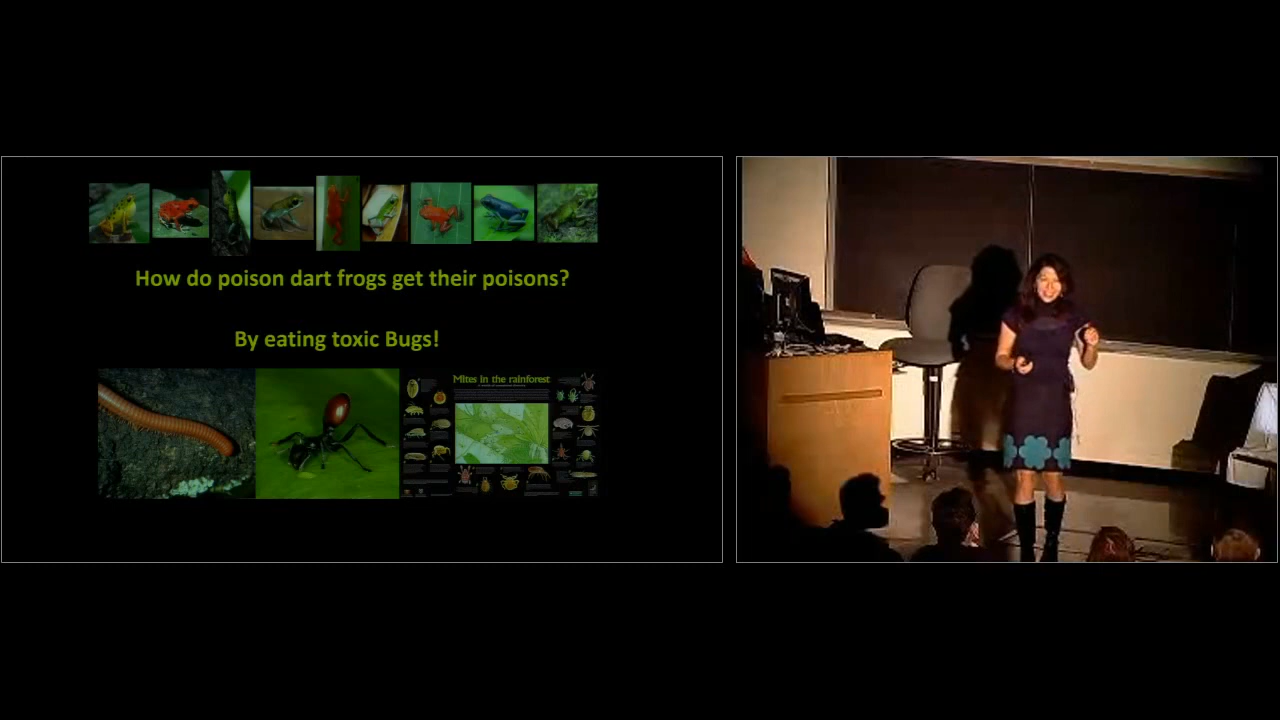 How do poison dart frogs get their poisons?
By eating toxic Bugs!
Mites in the rainforest